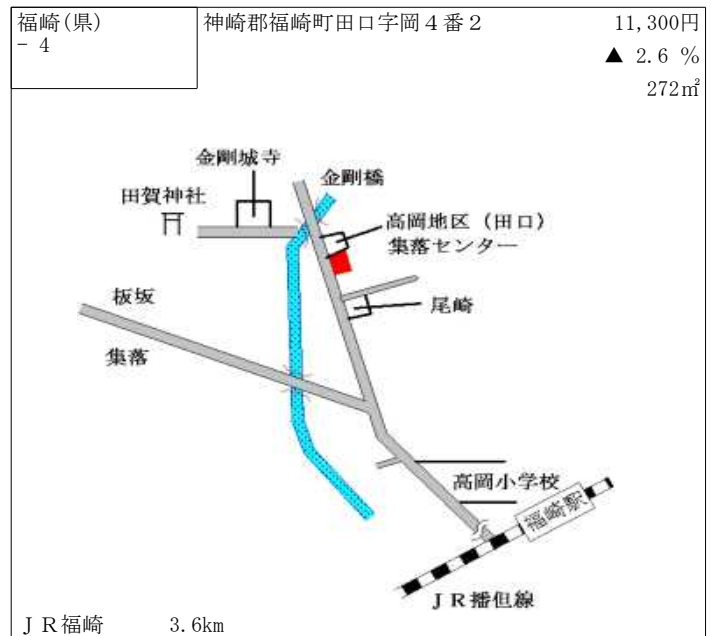 福崎(県) 神崎郡福崎町田口字岡４番２ 11,300円
- 4 ▲ 2.6 %
272㎡
金剛城寺
金剛橋
田賀神社
高岡地区（田口）
集落センター
尾崎
板坂
集落
高岡小学校
福崎駅
ＪＲ播但線
ＪＲ福崎 3.6km